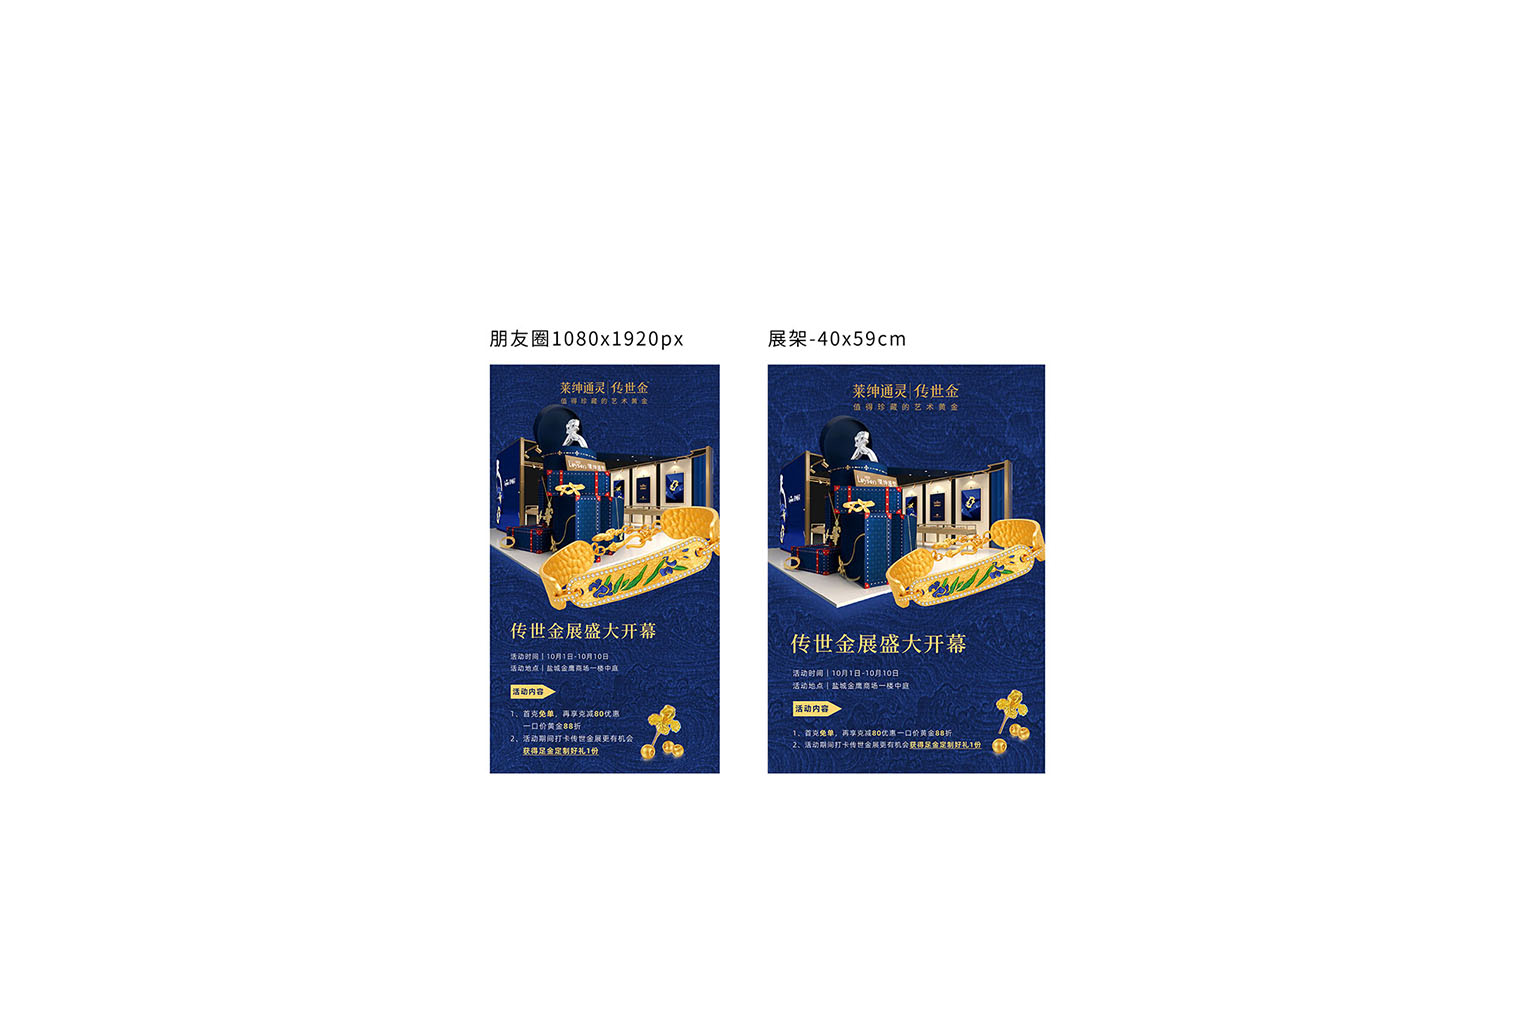 朋友圈1080x1920px
莱绅通灵 | 传世金
值得珍藏的艺术黄金
传世金展盛大开幕
活动时间 | 10月1日-10月10日
活动地点 | 盐城金鹰商场一楼中庭
活动内容
1、首克免单，再享克减80优惠
一口价黄金88折
2、活动期间打卡传世金展更有机会
获得足金定制好礼1份
展架-40x59cm
莱绅通灵 | 传世金
值得珍藏的艺术黄金
传世金展盛大开幕
活动时间 | 10月1日-10月10日
活动地点 | 盐城金鹰商场一楼中庭
活动内容
1、首克免单，再享克减80优惠一口价黄金88折
2、活动期间打卡传世金展更有机会获得足金定制好礼1份